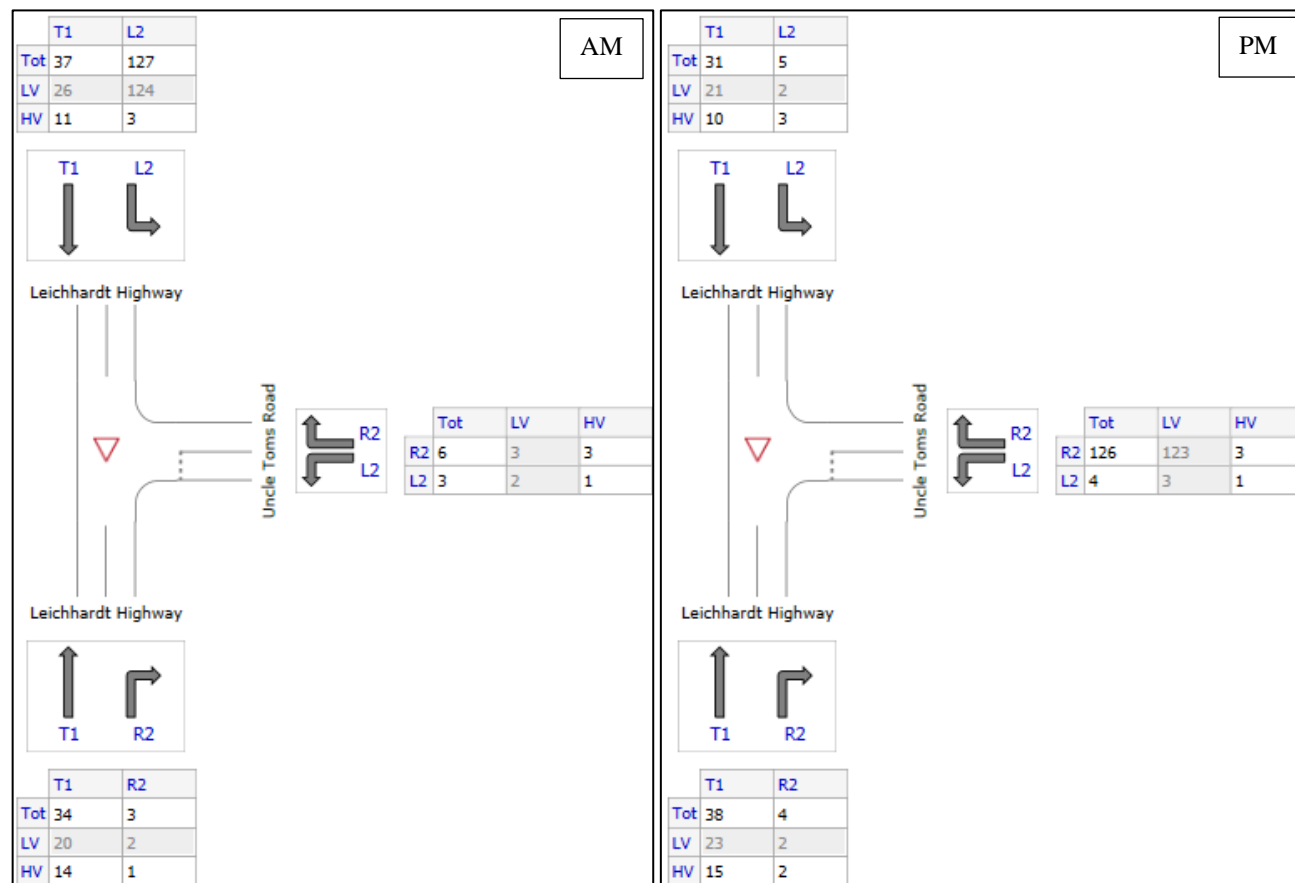 AM
T1 L2
Tot 37 127
LV 26 124
HV 11 3
T1 L2
Leichhardt Highway
Uncle Toms Road
R2
L2
Tot LV HV
R2 6 3 3
L2 3 2 1
Leichhardt Highway
T1 R2
T1 R2
Tot 34 3
LV 20 2
HV 14 1
PM
T1 L2
Tot 31 5
LV 21 2
HV 10 3
T1 L2
Leichhardt Highway
Uncle Toms Road
R2
L2
Tot LV HV
R2 126 123 3
L2 4 3 1
Leichhardt Highway
T1 R2
T1 R2
Tot 38 4
LV 23 2
HV 15 2